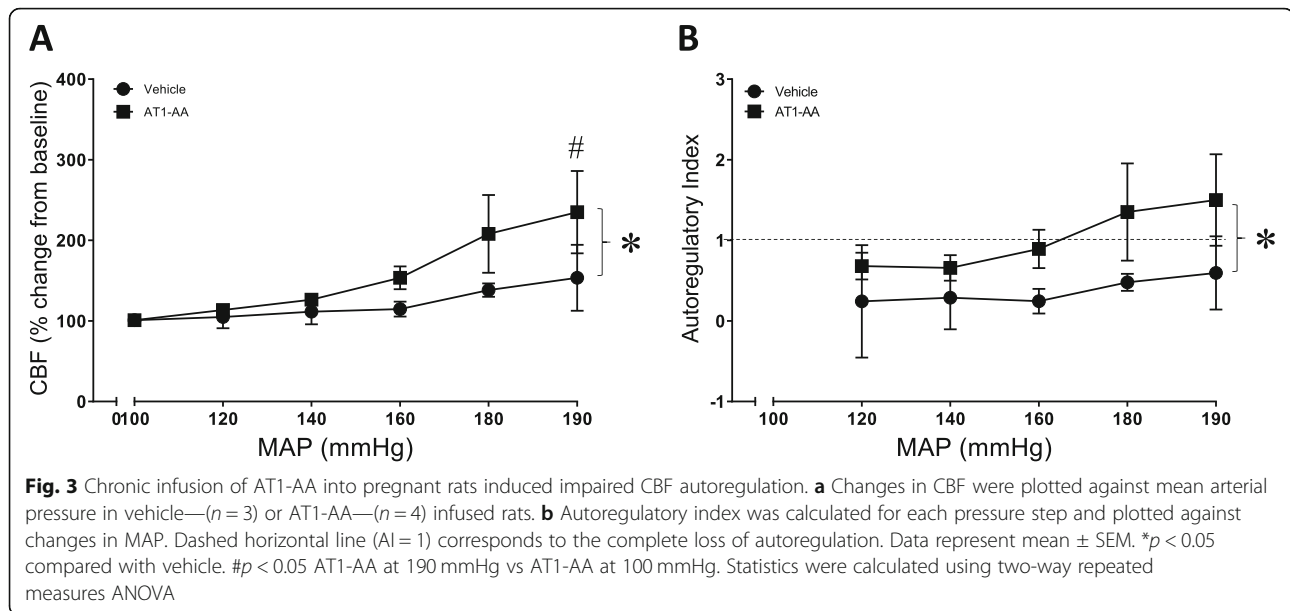 A
CBF (% change from baseline)
400
300
200
100
0
Vehicle
AT1-AA
#
*
0 100 120 140 160 180 190
MAP (mmHg)
B
Autoregulatory Index
3
2
1
0
-1
Vehicle
AT1-AA
*
100 120 140 160 180 190
MAP (mmHg)
Fig. 3 Chronic infusion of AT1-AA into pregnant rats induced impaired CBF autoregulation. a Changes in CBF were plotted against mean arterial
pressure in vehicle—(n = 3) or AT1-AA—(n = 4) infused rats. b Autoregulatory index was calculated for each pressure step and plotted against
changes in MAP. Dashed horizontal line (AI = 1) corresponds to the complete loss of autoregulation. Data represent mean ± SEM. *p < 0.05
compared with vehicle. #p < 0.05 AT1-AA at 190 mmHg vs AT1-AA at 100 mmHg. Statistics were calculated using two-way repeated
measures ANOVA